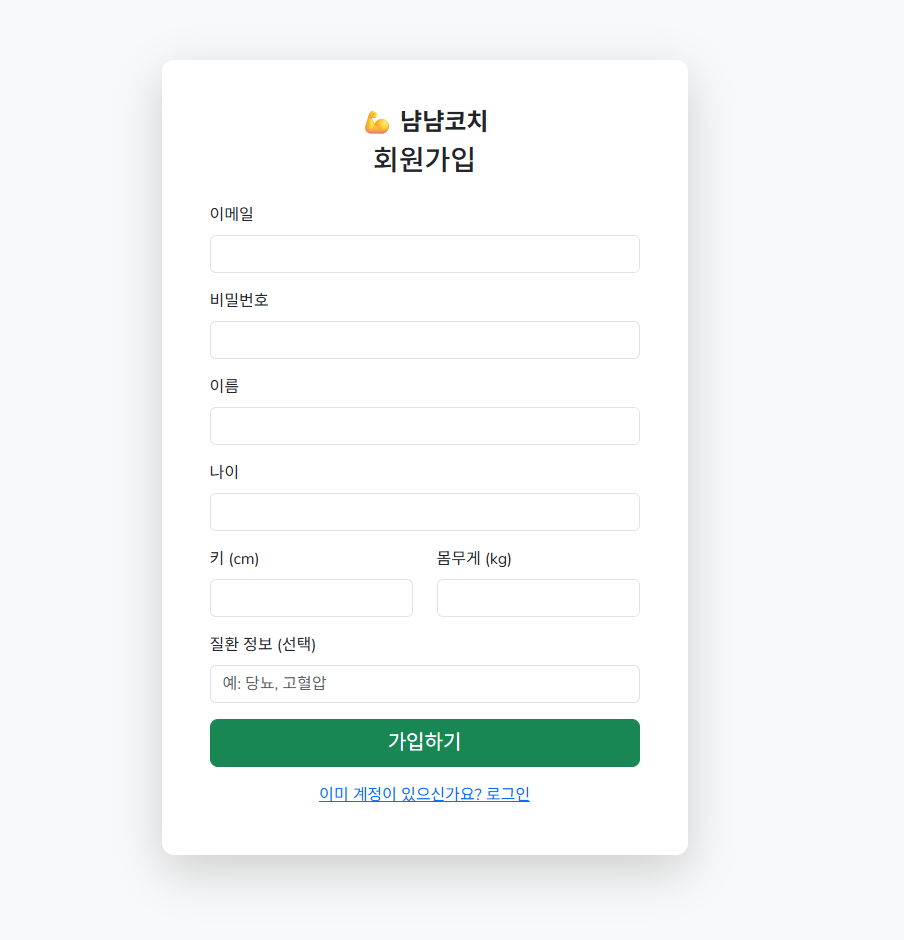 💪 냠냠코치
회원가입
이메일
비밀번호
이름
나이
키 (cm) 몸무게 (kg)
질환 정보 (선택)
예: 당뇨, 고혈압
가입하기
이미 계정이 있으신가요? 로그인